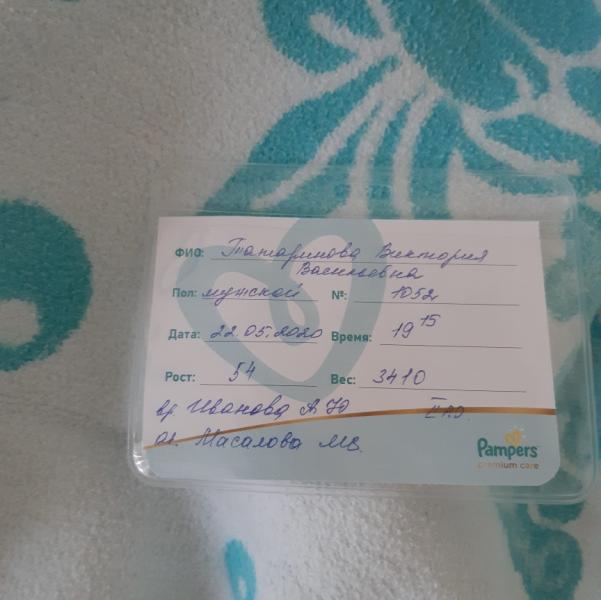 ФИО: Татаринова Виктория
Васильевна
Пол: мужской №: 1052
Дата: 22.05.2020 Время: 19 15
Рост: 54 Вес: 3410
вр Иванова А Ю
ак. Масалова
Pampers
premium care